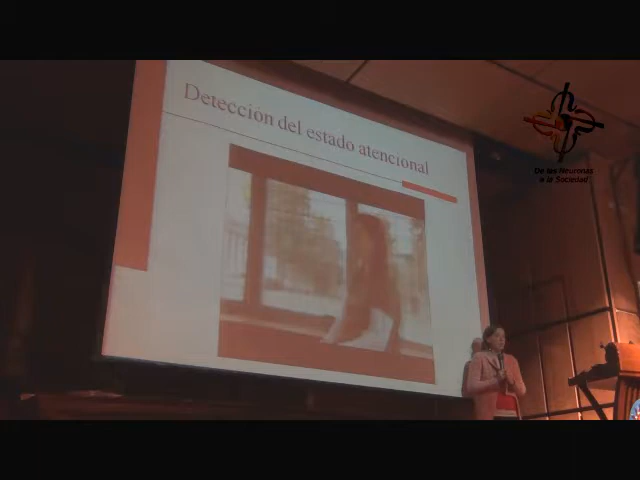 Detección del estado atencional
De las Neuronas
a la Sociedad